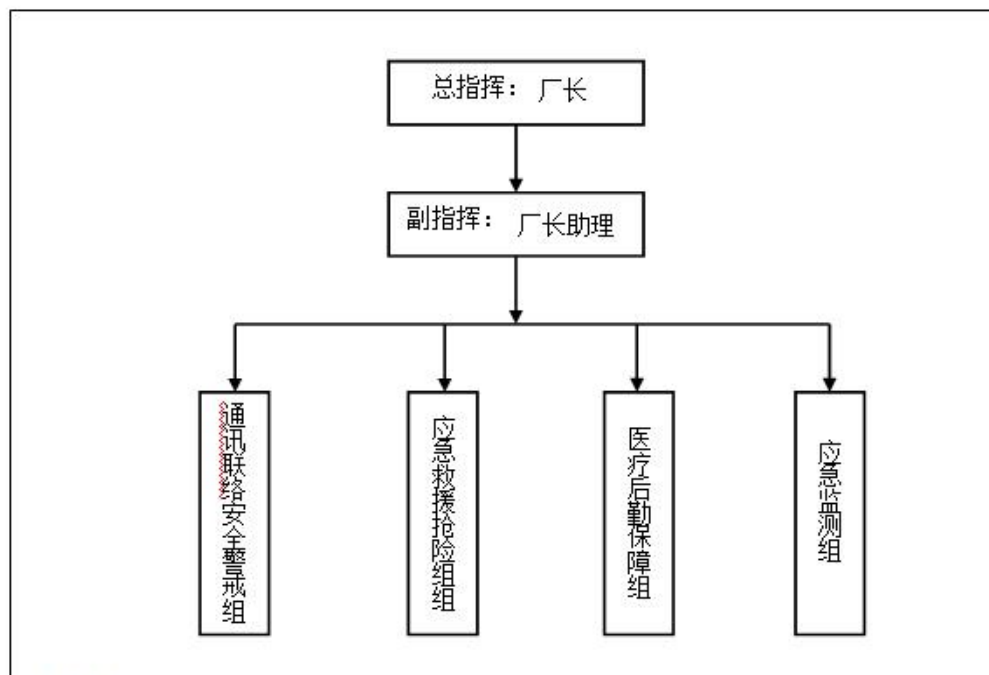 总指挥： 厂长
副指挥： 厂长助理
通讯联络安全警戒组
应急救援抢险组组
医疗后勤保障组
应急监测组